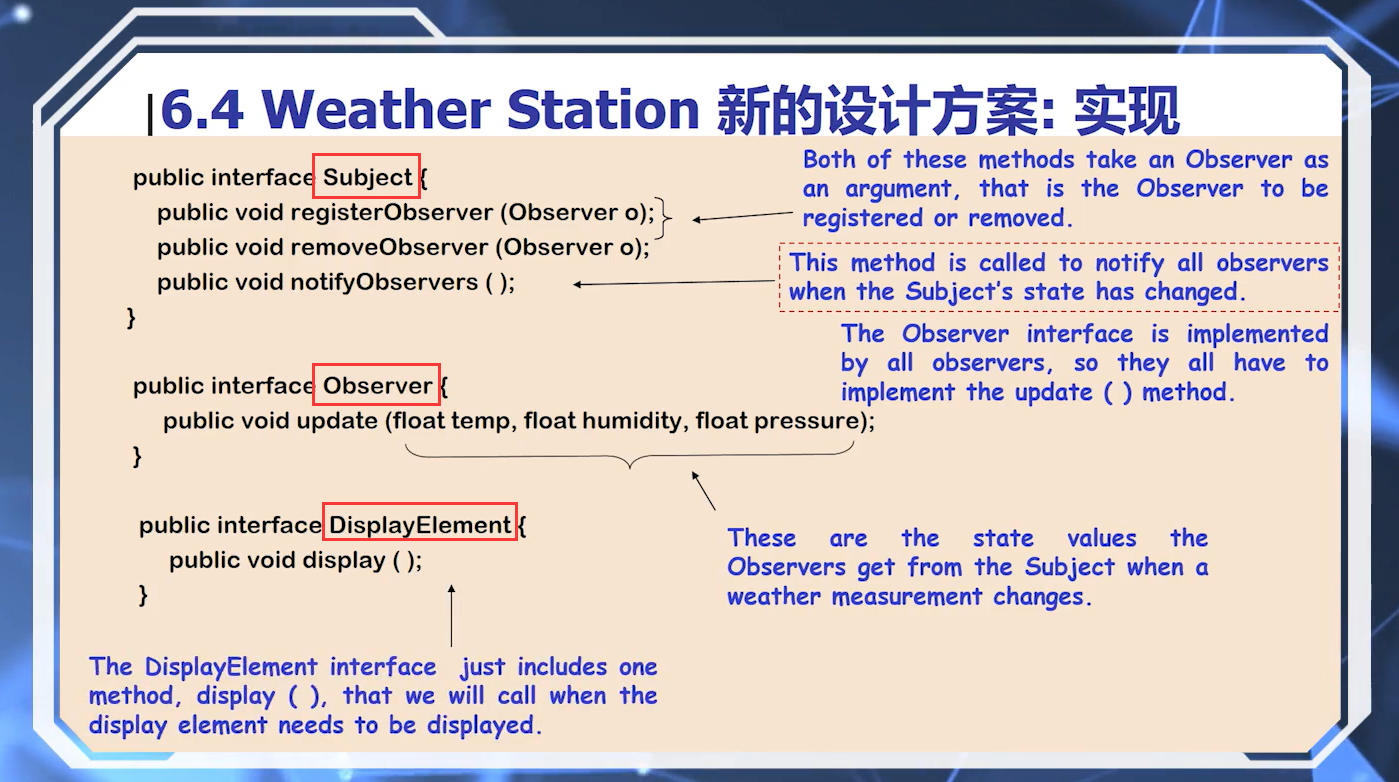 6.4 Weather Station 新的设计方案: 实现
public interface Subject {
public void registerObserver (Observer o);
public void removeObserver (Observer o);
public void notifyObservers ( );
}
Both of these methods take an Observer as
an argument, that is the Observer to be
registered or removed.
This method is called to notify all observers
when the Subject's state has changed.
The Observer interface is implemented
by all observers, so they all have to
implement the update ( ) method.
public interface Observer {
public void update (float temp, float humidity, float pressure);
}
These are the state values the
Observers get from the Subject when a
weather measurement changes.
public interface DisplayElement {
public void display ( );
}
The DisplayElement interface just includes one
method, display ( ), that we will call when the
display element needs to be displayed.